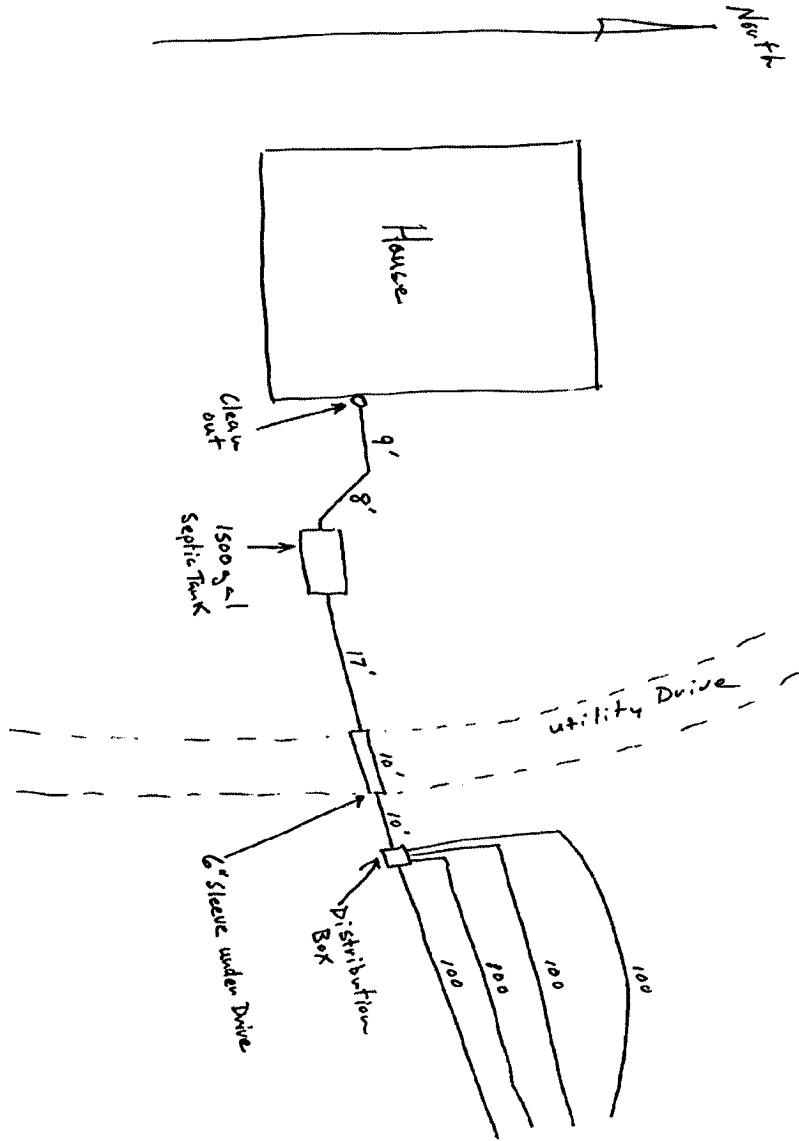 North
House
Clean
out
9'
8'
1500 gal
Septic Tank
17'
utility Drive
10'
10'
6" Sleeve under Drive
Distribution
Box
100
100
100
100